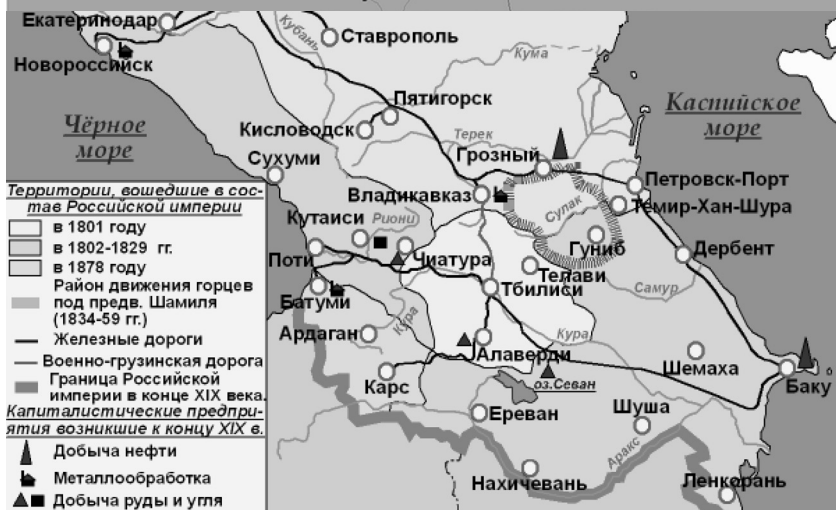 Екатеринодар
Новороссийск
Кубань
Ставрополь
Кума
Чёрное
море
Пятигорск
Кисловодск
Каспийское
море
Терек
Грозный
Сухуми
Владикавказ
Петровск-Порт
Темир-Хан-Шура
Сулак
Гуниб
Дербент
Кутаиси
Риони
Поти
Чиатура
Телави
Самур
Тбилиси
Батуми
Ардаган
Кура
Кура
Алаверди
Карс
оз.Севан
Шемаха
Баку
Ереван
Шуша
Аракс
Нахичевань
Ленкорань
Территории, вошедшие в сос-
тав Российской империи
в 1801 году
в 1802-1829 гг.
в 1878 году
Район движения горцев
под предв. Шамиля
(1834-59 гг.)
Железные дороги
Военно-грузинская дорога
Граница Российской
империи в конце XIX века.
Капиталистические предпри-
ятия возникшие к концу XIX в.
Добыча нефти
Металлообработка
Добыча руды и угля